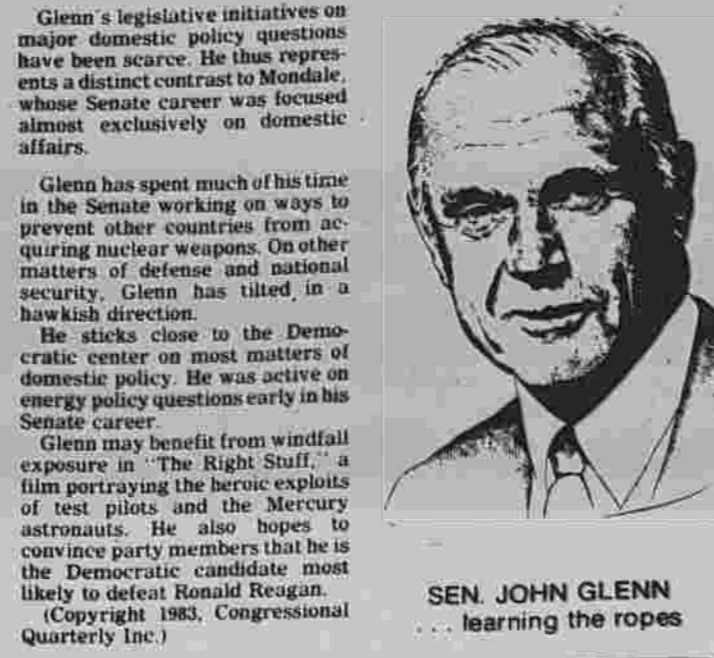 Glenn's legislative initiatives on
major domestic policy questions
have been scarce. He thus repres-
ents a distinct contrast to Mondale,
whose Senate career was focused
almost exclusively on domestic
affairs.
Glenn has spent much of his time
in the Senate working on ways to
prevent other countries from ac-
quiring nuclear weapons. On other
matters of defense and national
security, Glenn has tilted in a
hawkish direction.
He sticks close to the Demo-
cratic center on most matters of
domestic policy. He was active on
energy policy questions early in his
Senate career.
Glenn may benefit from windfall
exposure in "The Right Stuff," a
film portraying the heroic exploits
of test pilots and the Mercury
astronauts. He also hopes to
convince party members that he is
the Democratic candidate most
likely to defeat Ronald Reagan.
(Copyright 1983, Congressional
Quarterly Inc.)
SEN. JOHN GLENN
. . . learning the ropes